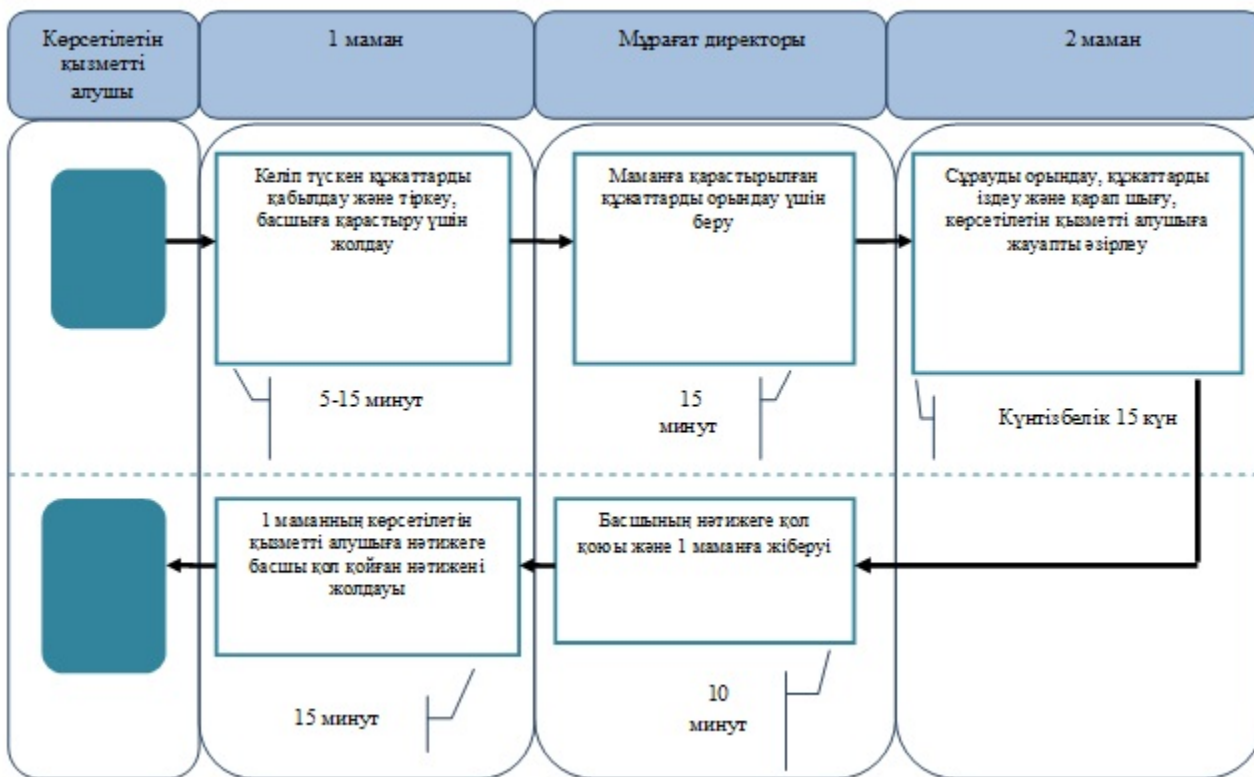 Көрсетілетін
қызметті
алушы
1 маман
Мұрағат директоры
2 маман
Келіп түскен құжаттарды
қабылдау және тіркеу,
басшыға қарастыру үшін
жолдау
Маманға қарастырылған
құжаттарды орындау үшін
беру
Сұрауды орындау, құжаттарды
іздеу және қарап шығу,
көрсетілетін қызметті алушыға
жауапты әзірлеу
5-15 минут
15
минут
Күнтізбелік 15 күн
1 маманның көрсетілетін
қызметті алушыға нәтижеге
басшы қол қойған нәтижені
жолдауы
Басшының нәтижеге қол
қоюы және 1 маманға жіберуі
15 минут
10
минут